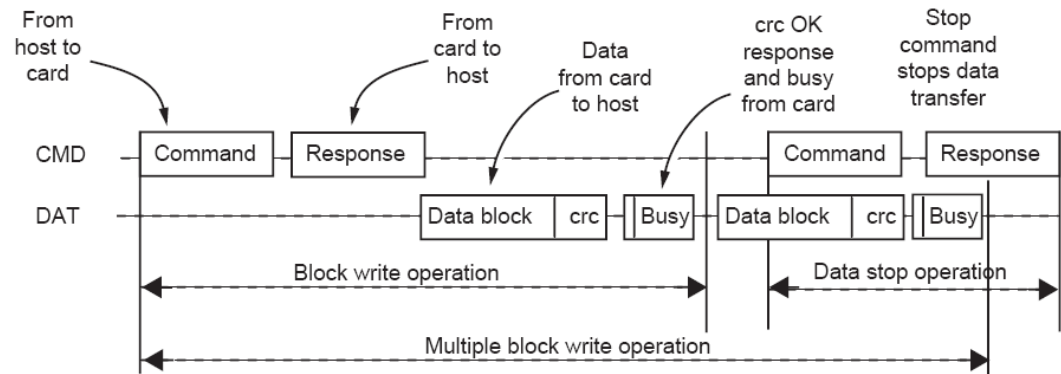 From
host to
card
From
card to
host
Data
from card
to host
crc OK
response
and busy
from card
Stop
command
stops data
transfer
CMD
Command
Response
Command
Response
DAT
Data block
crc
Busy
Data block
crc
Busy
Block write operation
Data stop operation
Multiple block write operation